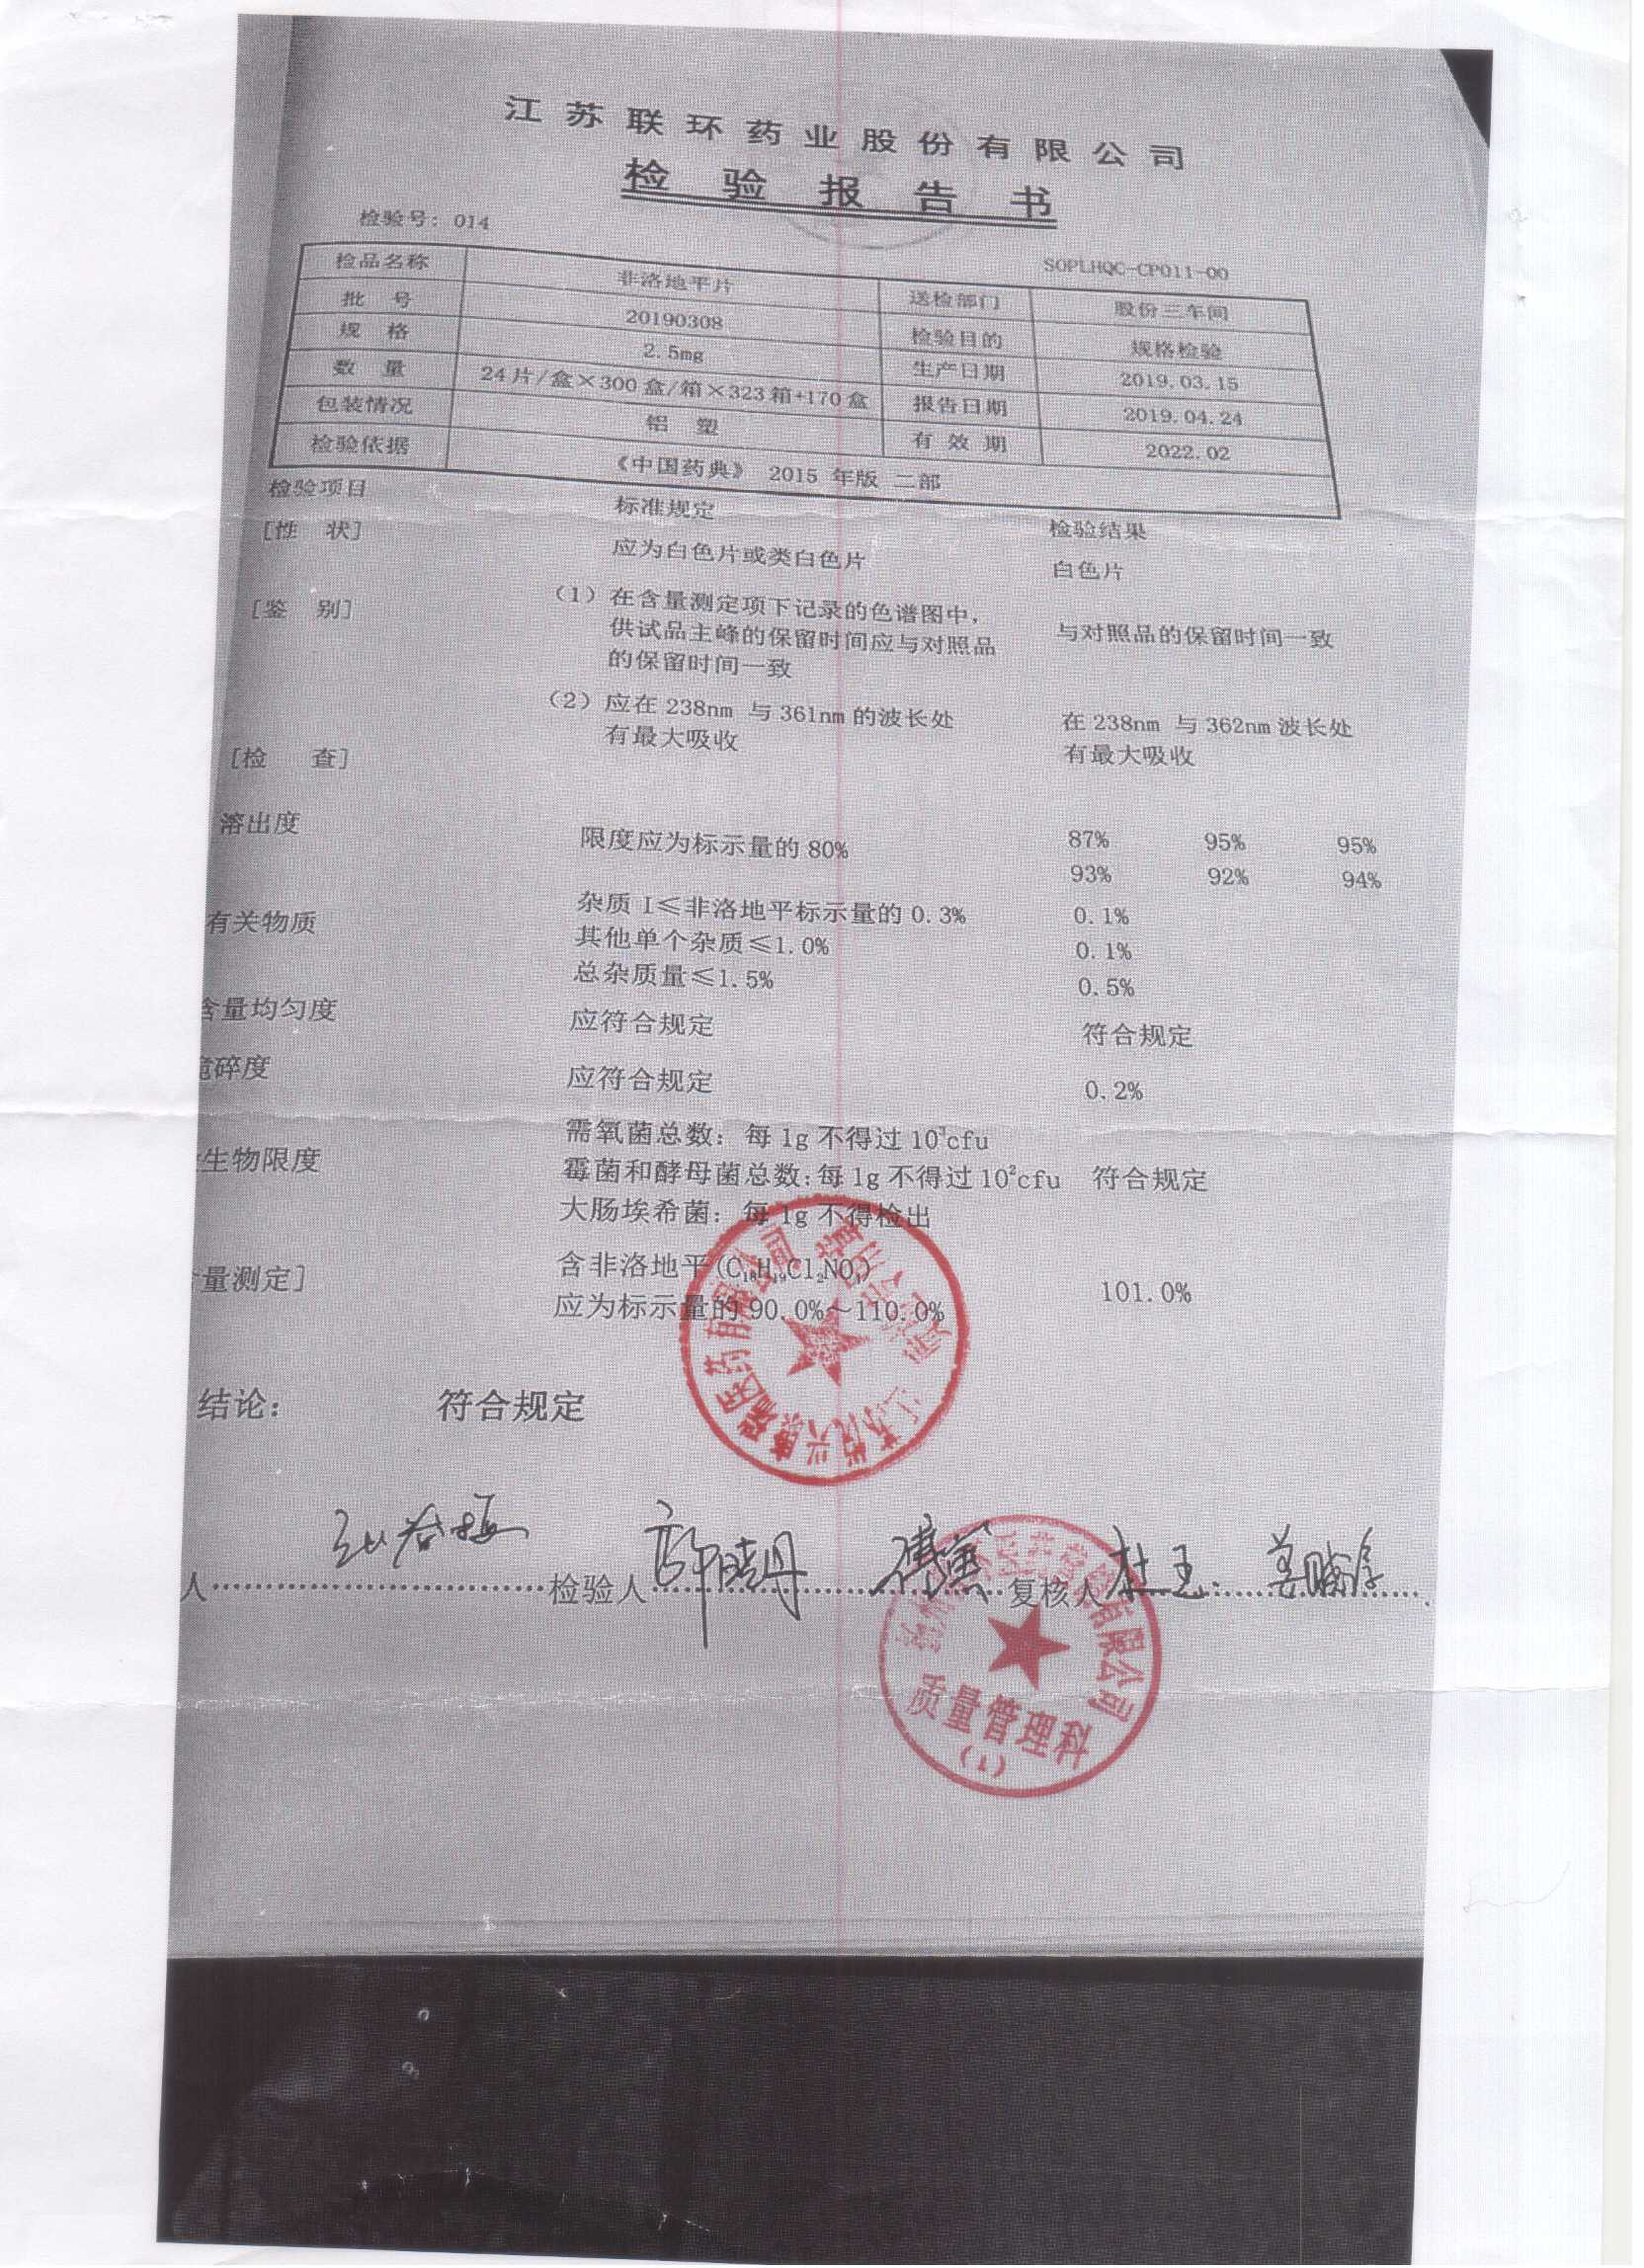 江苏联环药业股份有限公司
检验报告书
检验号：014
SOPLHQC-CP011-00
检品名称 非洛地平片 送检部门 股份三车间
批 号 20190308 检验目的 规格检验
规 格 2.5mg 生产日期 2019.03.15
数 量 24片/盒×300盒/箱×323箱+170盒 报告日期 2019.04.24
包装情况 铝 塑 有 效 期 2022.02
检验依据 《中国药典》 2015 年版 二部
检验项目 标准规定 检验结果
[性 状] 应为白色片或类白色片 白色片
[鉴 别] （1）在含量测定项下记录的色谱图中，
供试品主峰的保留时间应与对照品 与对照品的保留时间一致
的保留时间一致
（2）应在238nm 与361nm的波长处 在238nm 与362nm波长处
有最大吸收 有最大吸收
[检 查]
溶出度 限度应为标示量的80% 87% 95% 95%
93% 92% 94%
有关物质 杂质 I≤非洛地平标示量的0.3% 0.1%
其他单个杂质≤1.0% 0.1%
总杂质量≤1.5% 0.5%
含量均匀度 应符合规定 符合规定
碎度 应符合规定 0.2%
需氧菌总数：每1g不得过10³cfu
生物限度 霉菌和酵母菌总数：每1g不得过10²cfu 符合规定
大肠埃希菌：每1g不得检出
量测定] 含非洛地平(C₁₈H₁₉Cl₂NO₄) 101.0%
应为标示量的90.0%～110.0%
结论： 符合规定
人 检验人 复核人
有限公司
质量管理科
(1)